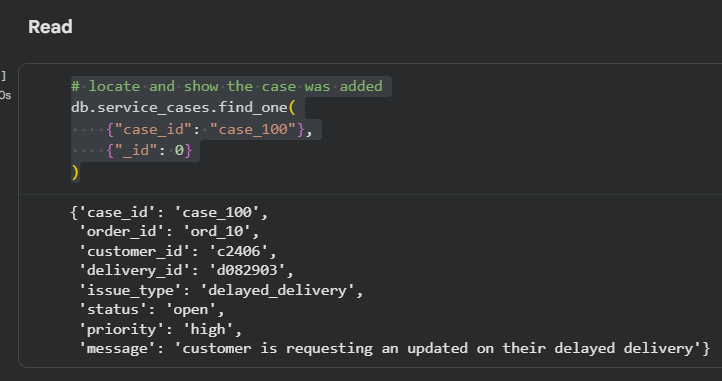 Read
]
0s
# locate and show the case was added
db.service_cases.find_one(
    {"case_id": "case_100"},
    {"_id": 0}
)
{'case_id': 'case_100',
 'order_id': 'ord_10',
 'customer_id': 'c2406',
 'delivery_id': 'd082903',
 'issue_type': 'delayed_delivery',
 'status': 'open',
 'priority': 'high',
 'message': 'customer is requesting an updated on their delayed delivery'}